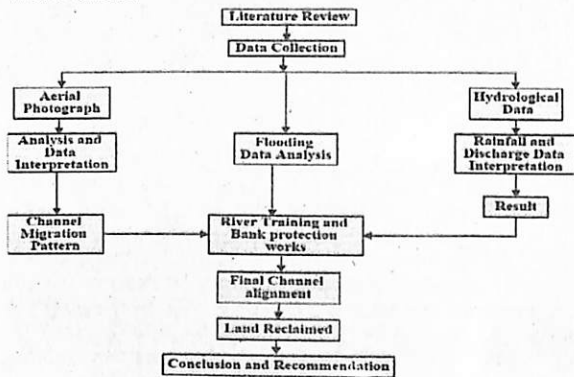 Literature Review
Data Collection
Aerial
Photograph
Hydrological
Data
Analysis and
Data
Interpretation
Flooding
Data Analysis
Rainfall and
Discharge Data
Interpretation
Result
Channel
Migration
Pattern
River Training and
Bank protection
works
Final Channel
alignment
Land Reclaimed
Conclusion and Recommendation